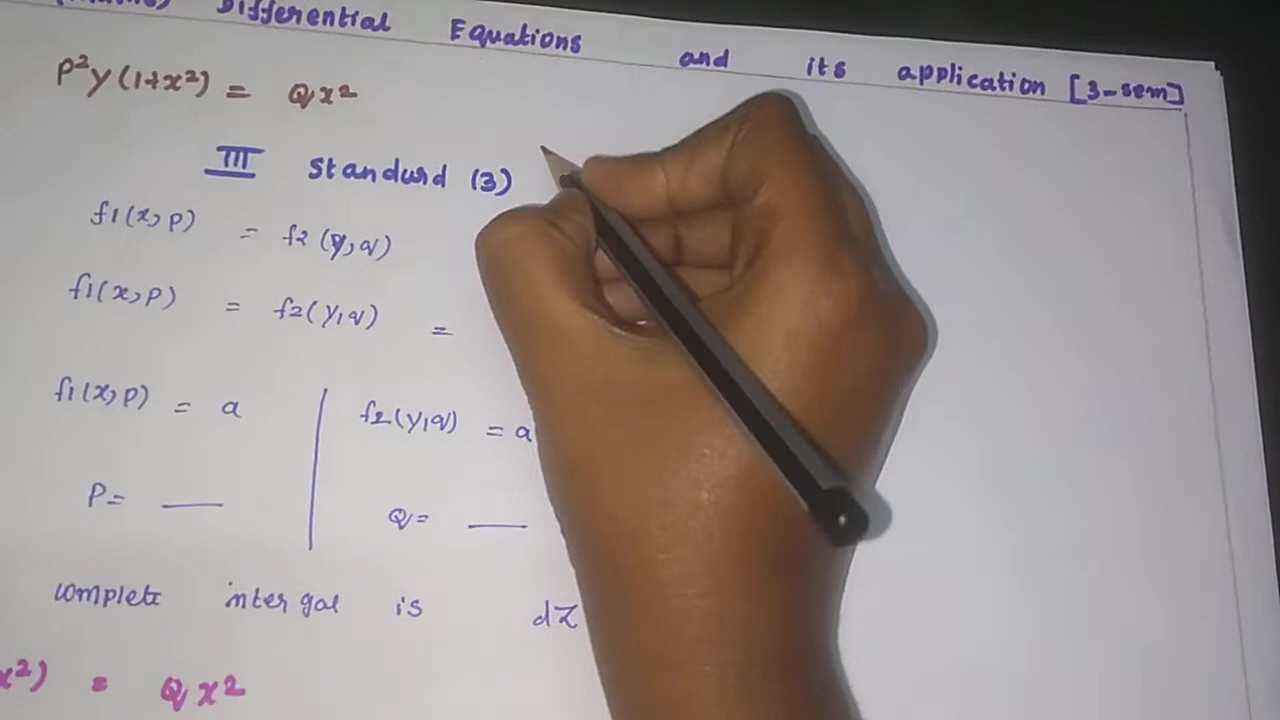 Differential Equations and its application [3-sem]
P²y(1+x²) = Qx²
III standard (3)
f1(x,p) = f2(y,q)
f1(x,p) = f2(y,q) =
f1(x,p) = a f2(y,q) = a
P= Q=
complete intergal is dZ
x²) = Qx²